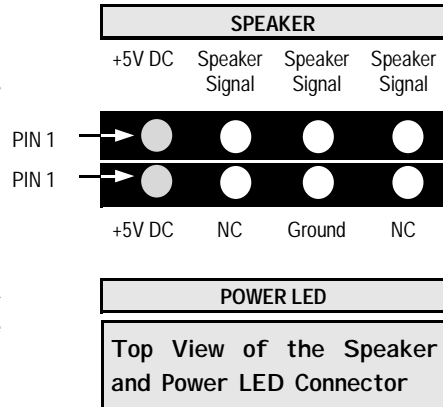 SPEAKER
+5V DC Speaker Speaker Speaker
Signal Signal Signal
PIN 1
PIN 1
+5V DC NC Ground NC
POWER LED
Top View of the Speaker
and Power LED Connector